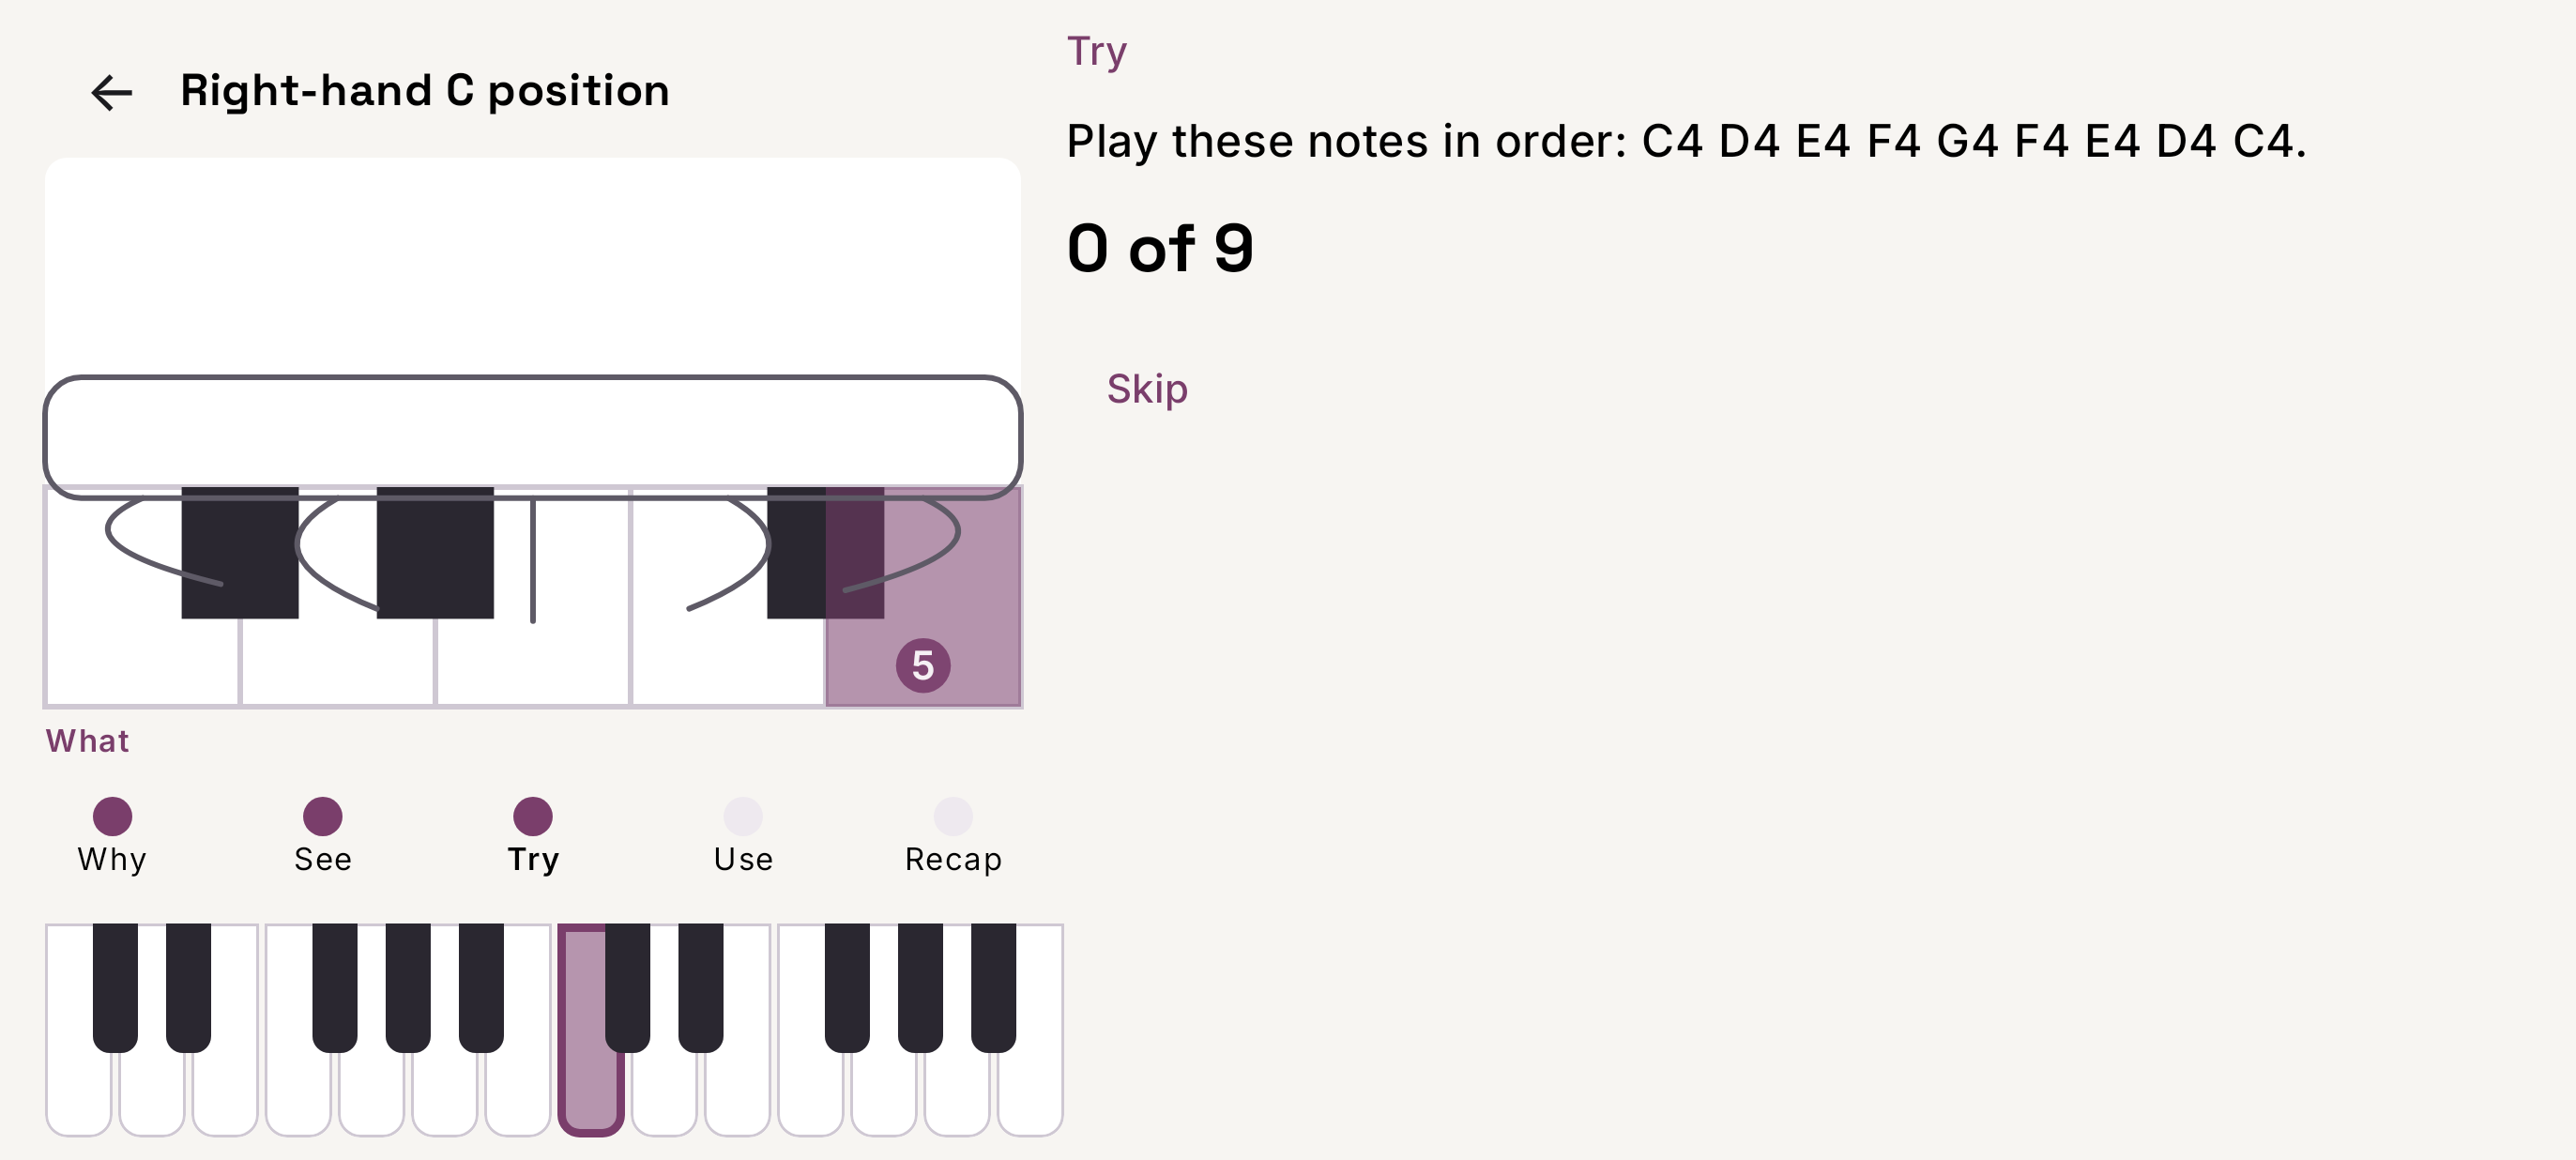 Right-hand C position
5
What
Why
See
Try
Use
Recap
Try
Play these notes in order: C4 D4 E4 F4 G4 F4 E4 D4 C4.
0 of 9
Skip